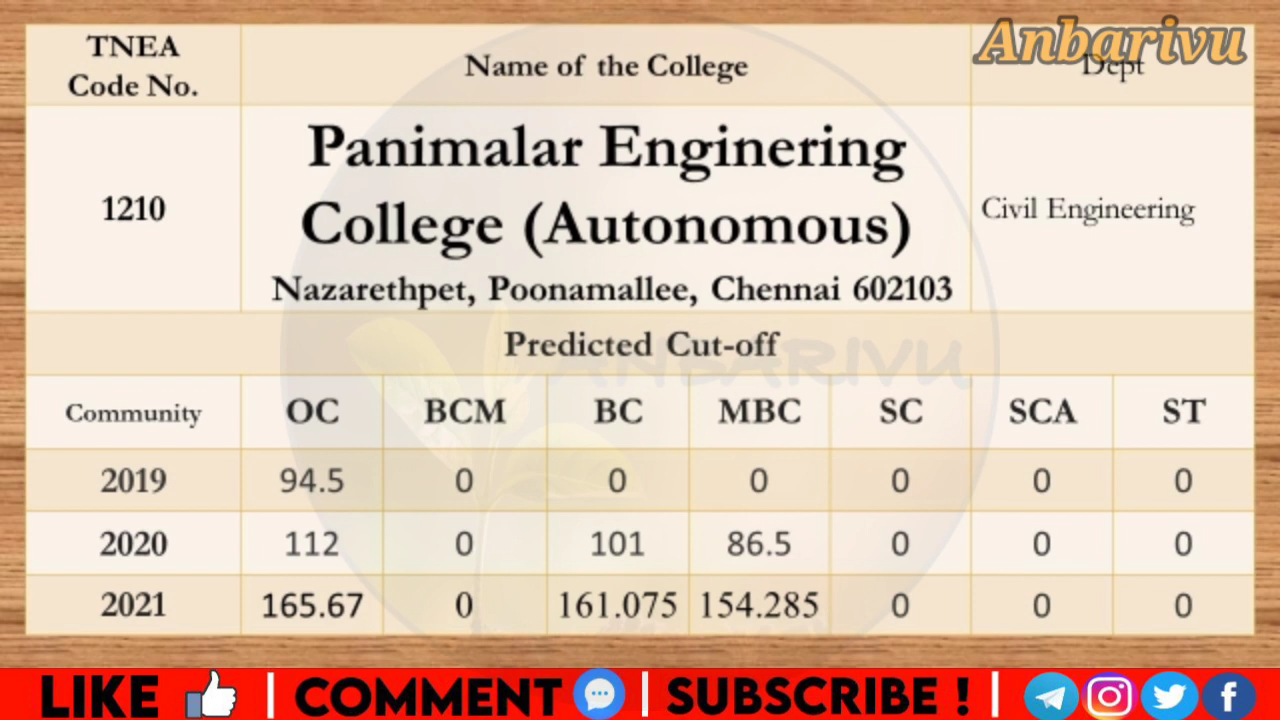 Anbarivu
TNEA
Code No.
Name of the College
Dept
1210
Panimalar Enginering
College (Autonomous)
Nazarethpet, Poonamallee, Chennai 602103
Civil Engineering
Predicted Cut-off
ANBARIVU
Community OC BCM BC MBC SC SCA ST
2019 94.5 0 0 0 0 0 0
2020 112 0 101 86.5 0 0 0
2021 165.67 0 161.075 154.285 0 0 0
LIKE | COMMENT | SUBSCRIBE ! |